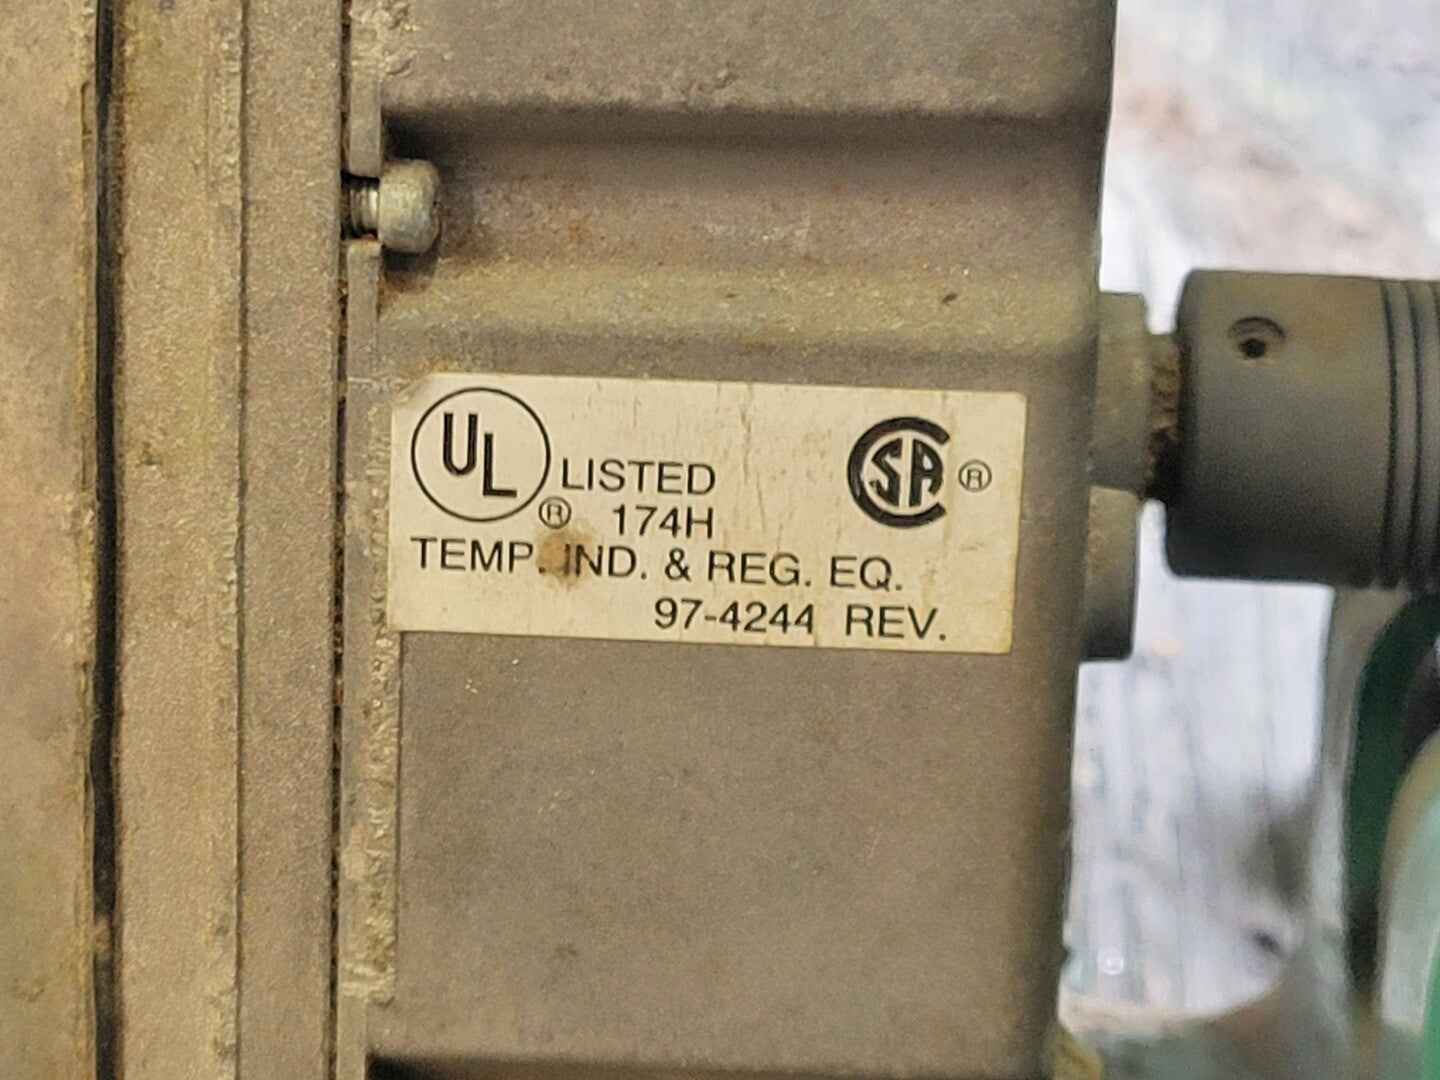 UL LISTED CSA ®
® 174H
TEMP. IND. & REG. EQ.
97-4244 REV.